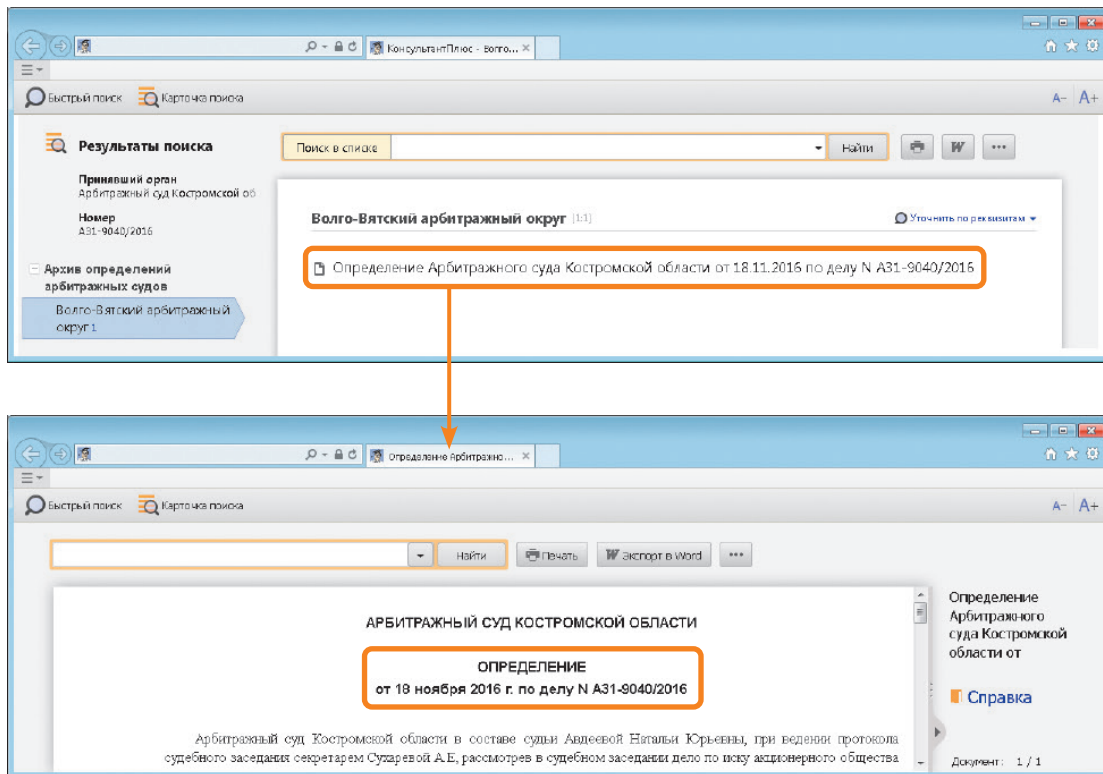 КонсультантПлюс - Волго...
Быстрый поиск Карточка поиска A- A+
Результаты поиска
Поиск в списке Найти
Принявший орган
Арбитражный суд Костромской об
Номер
А31-9040/2016
Волго-Вятский арбитражный округ [1:1] Уточнить по реквизитам
Определение Арбитражного суда Костромской области от 18.11.2016 по делу N А31-9040/2016
Архив определений
арбитражных судов
Волго-Вятский арбитражный
округ 1
Определение Арбитражно...
Быстрый поиск Карточка поиска A- A+
Найти Печать Экспорт в Word
АРБИТРАЖНЫЙ СУД КОСТРОМСКОЙ ОБЛАСТИ
ОПРЕДЕЛЕНИЕ
от 18 ноября 2016 г. по делу N А31-9040/2016
Арбитражный суд Костромской области в составе судьи Авдеевой Натальи Юрьевны, при ведении протокола
судебного заседания секретарем Сухаревой А.Е, рассмотрев в судебном заседании дело по иску акционерного общества
Определение
Арбитражного
суда Костромской
области от
Справка
Документ: 1 / 1